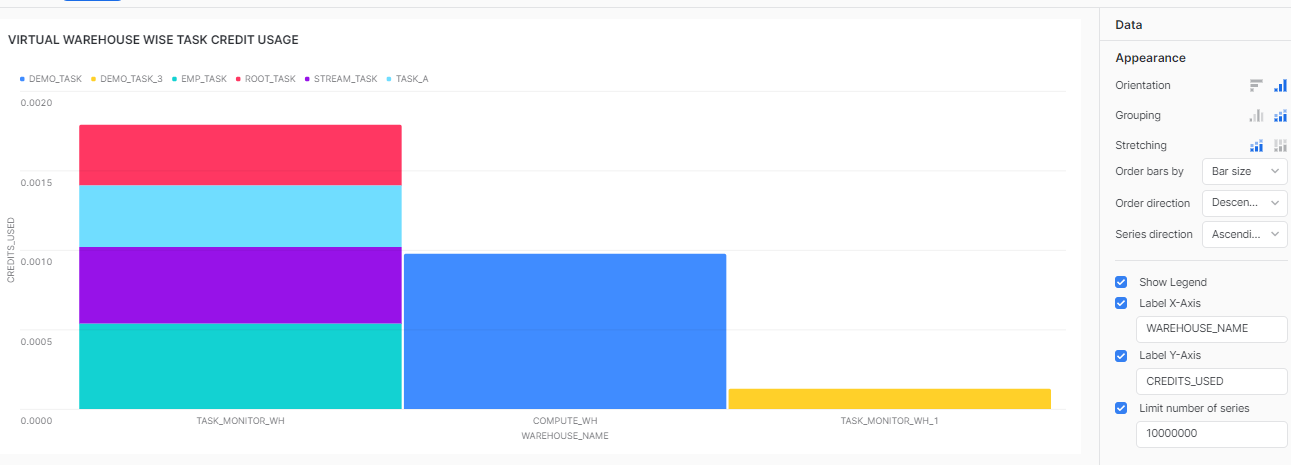 VIRTUAL WAREHOUSE WISE TASK CREDIT USAGE
DEMO_TASK DEMO_TASK_3 EMP_TASK ROOT_TASK STREAM_TASK TASK_A
0.0020
0.0015
0.0010
0.0005
0.0000
CREDITS_USED
TASK_MONITOR_WH COMPUTE_WH TASK_MONITOR_WH_1
WAREHOUSE_NAME
Data
Appearance
Orientation
Grouping
Stretching
Order bars by Bar size
Order direction Descen...
Series direction Ascendi...
Show Legend
Label X-Axis
WAREHOUSE_NAME
Label Y-Axis
CREDITS_USED
Limit number of series
10000000